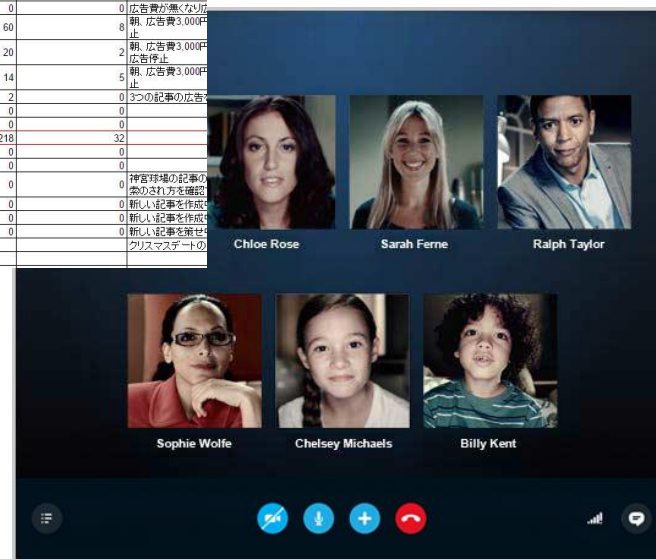 0 0 広告費が無くなり広
60 8 朝、広告費3,000円
止
20 2 朝、広告費3,000円
広告停止
14 5 朝、広告費3,000円
止
2 0 3つの記事の広告を
0 0
0 0
218 32
0 0
0 0
0 0 神宮球場の記事の
索のされ方を確認
0 0 新しい記事を作成
0 0 新しい記事を作成
0 0 新しい記事を
クリスマスデートの
Chloe Rose
Sarah Ferne
Ralph Taylor
Sophie Wolfe
Chelsey Michaels
Billy Kent